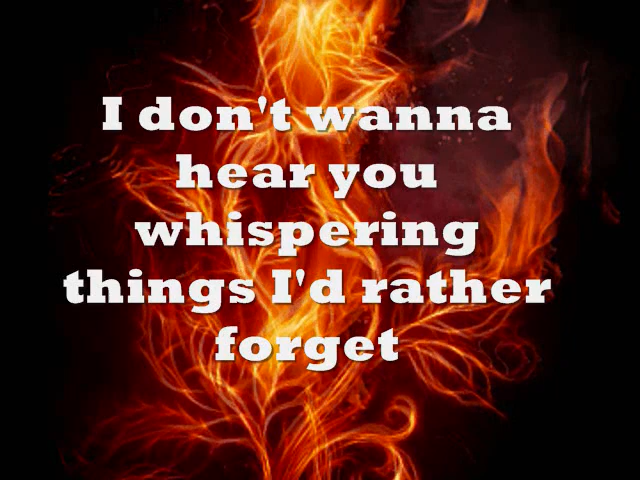 I don't wanna
hear you
whispering
things I'd rather
forget